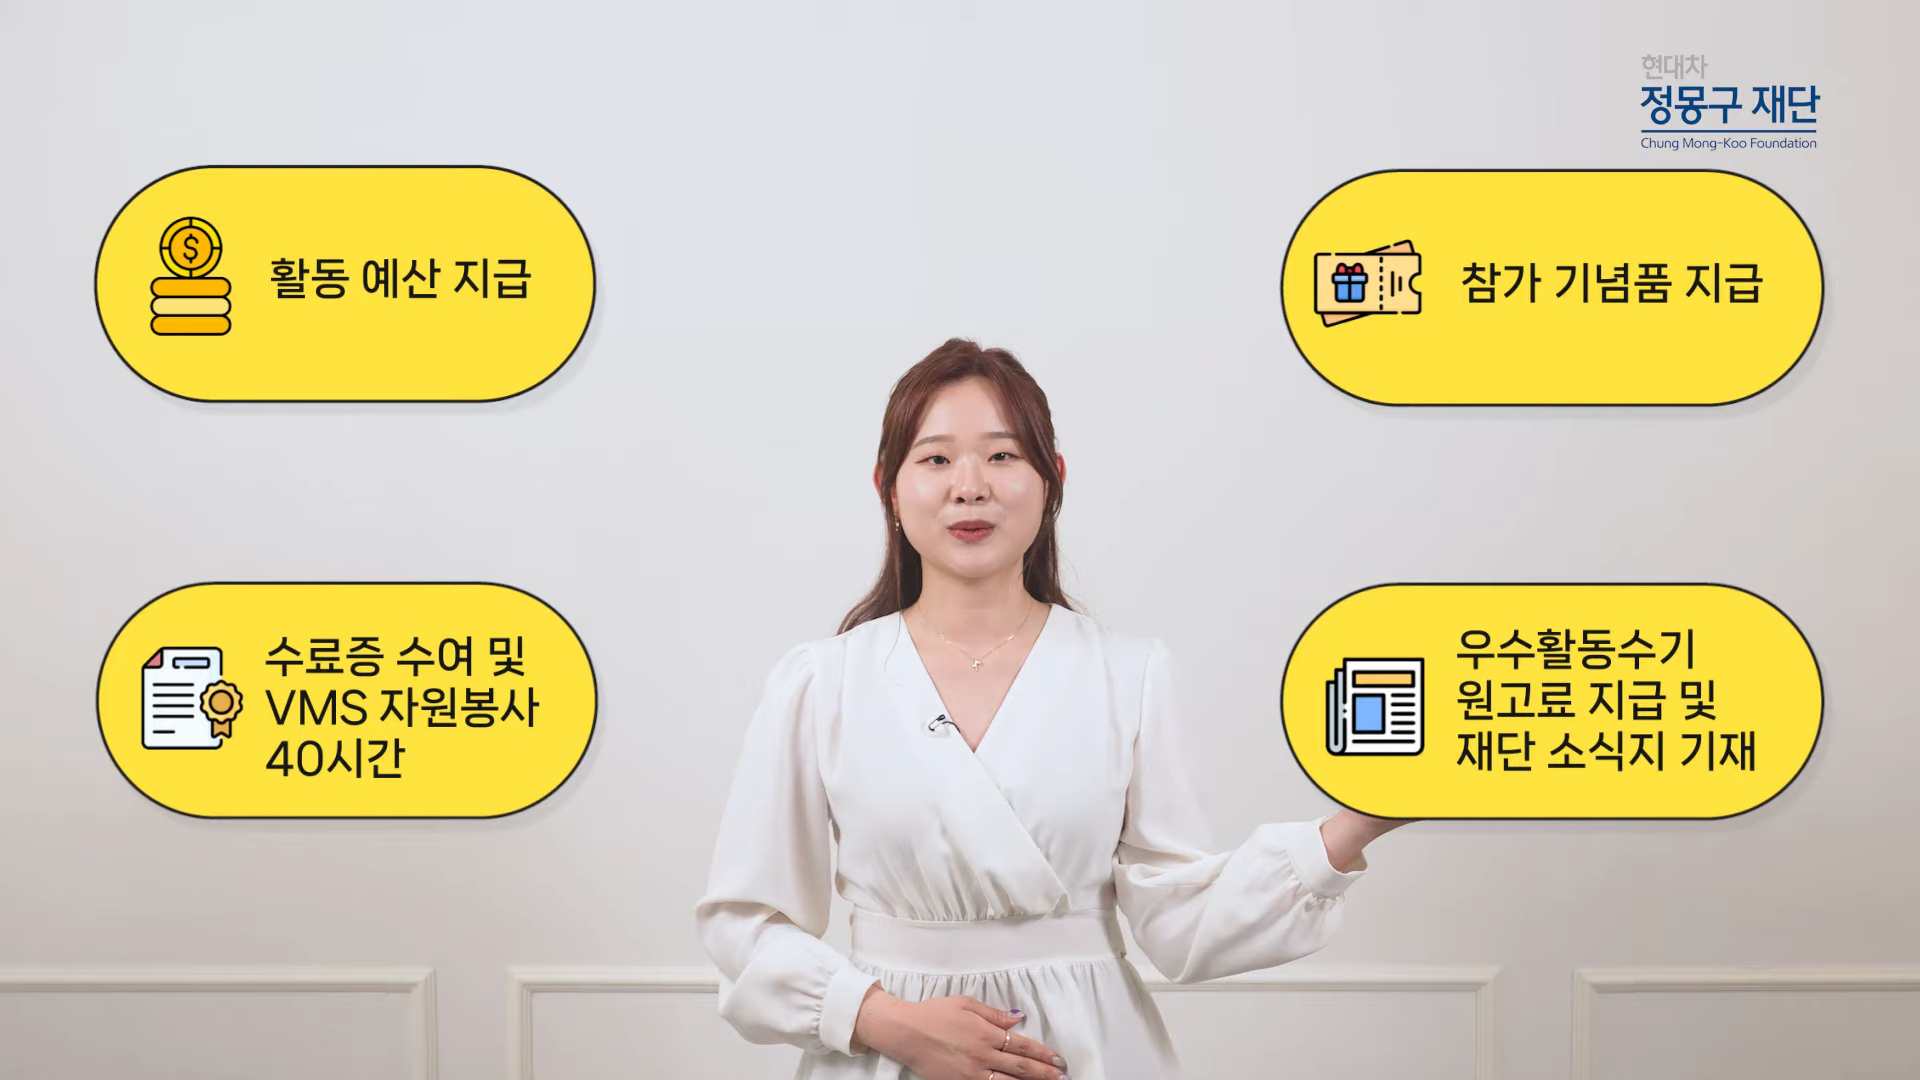 현대차
정몽구 재단
Chung Mong-Koo Foundation
활동 예산 지급
참가 기념품 지급
수료증 수여 및
VMS 자원봉사
40시간
우수활동수기
원고료 지급 및
재단 소식지 기재